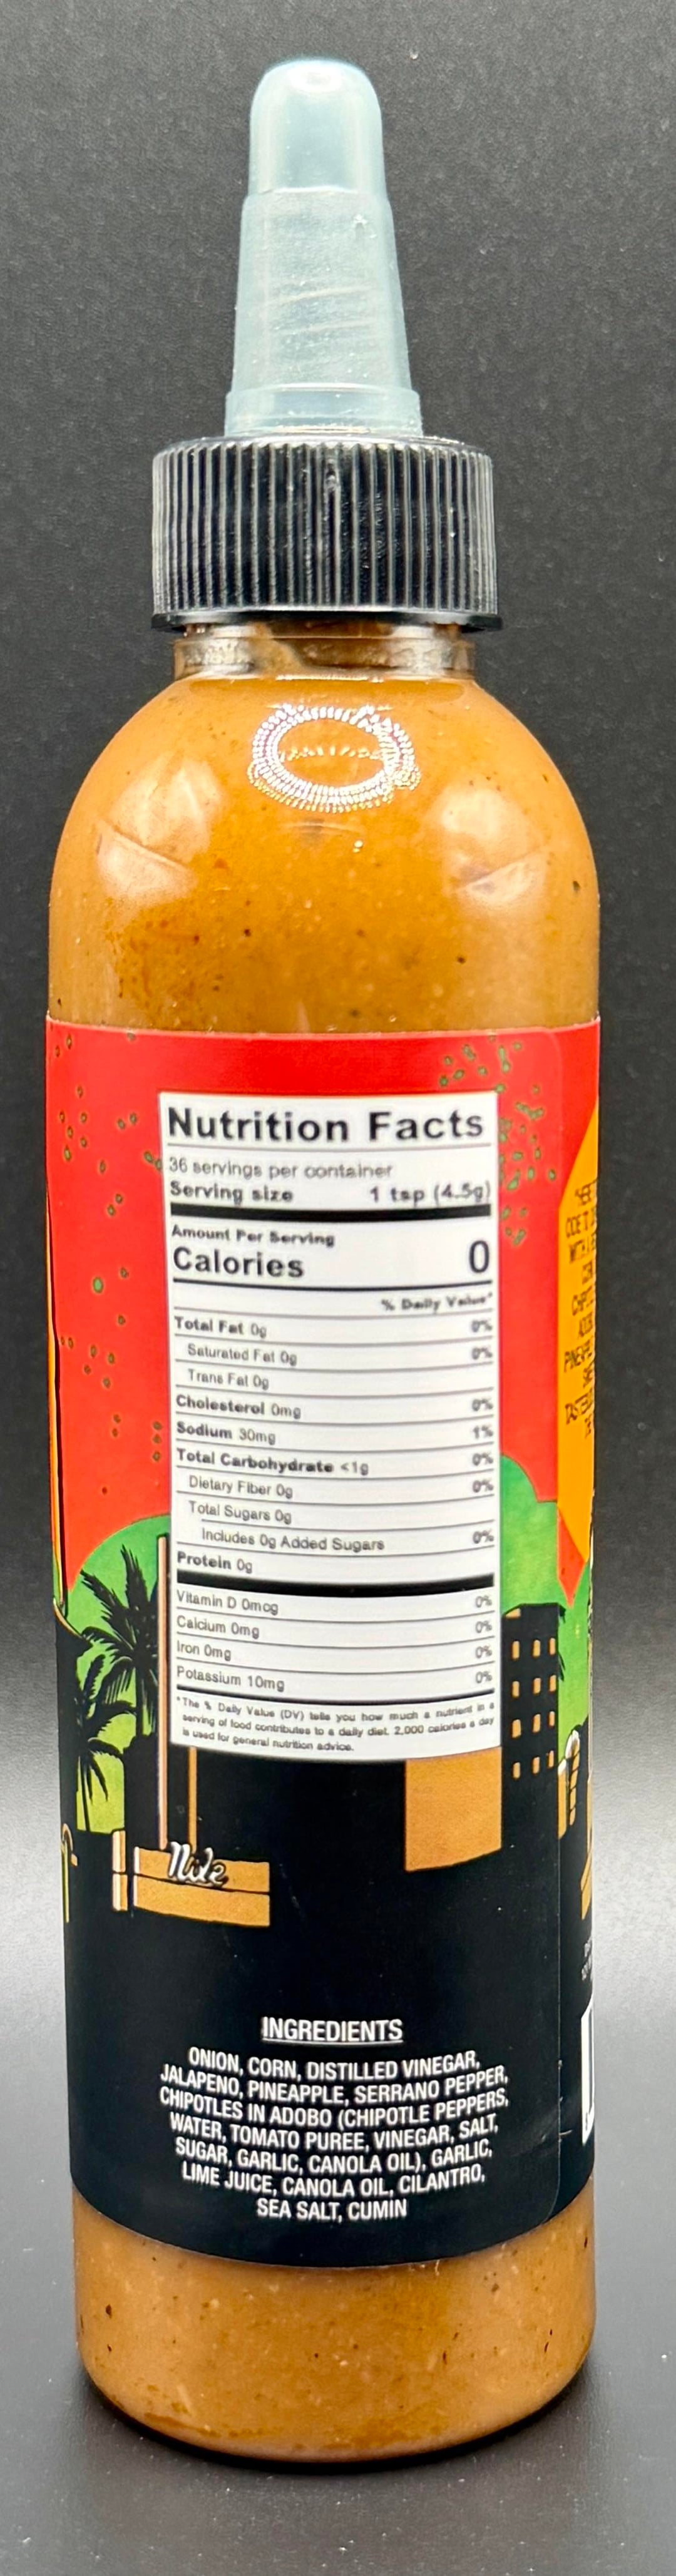 Nutrition Facts
36 servings per container
Serving size 1 tsp (4.5g)
Amount Per Serving
Calories 0
% Daily Value*
Total Fat 0g 0%
Saturated Fat 0g 0%
Trans Fat 0g
Cholesterol 0mg 0%
Sodium 30mg 1%
Total Carbohydrate <1g 0%
Dietary Fiber 0g 0%
Total Sugars 0g
Includes 0g Added Sugars 0%
Protein 0g
Vitamin D 0mcg 0%
Calcium 0mg 0%
Iron 0mg 0%
Potassium 10mg 0%
*The % Daily Value (DV) tells you how much a nutrient in a
serving of food contributes to a daily diet. 2,000 calories a day
is used for general nutrition advice.
Nile
INGREDIENTS
ONION, CORN, DISTILLED VINEGAR,
JALAPENO, PINEAPPLE, SERRANO PEPPER,
CHIPOTLES IN ADOBO (CHIPOTLE PEPPERS,
WATER, TOMATO PUREE, VINEGAR, SALT,
SUGAR, GARLIC, CANOLA OIL), GARLIC,
LIME JUICE, CANOLA OIL, CILANTRO,
SEA SALT, CUMIN